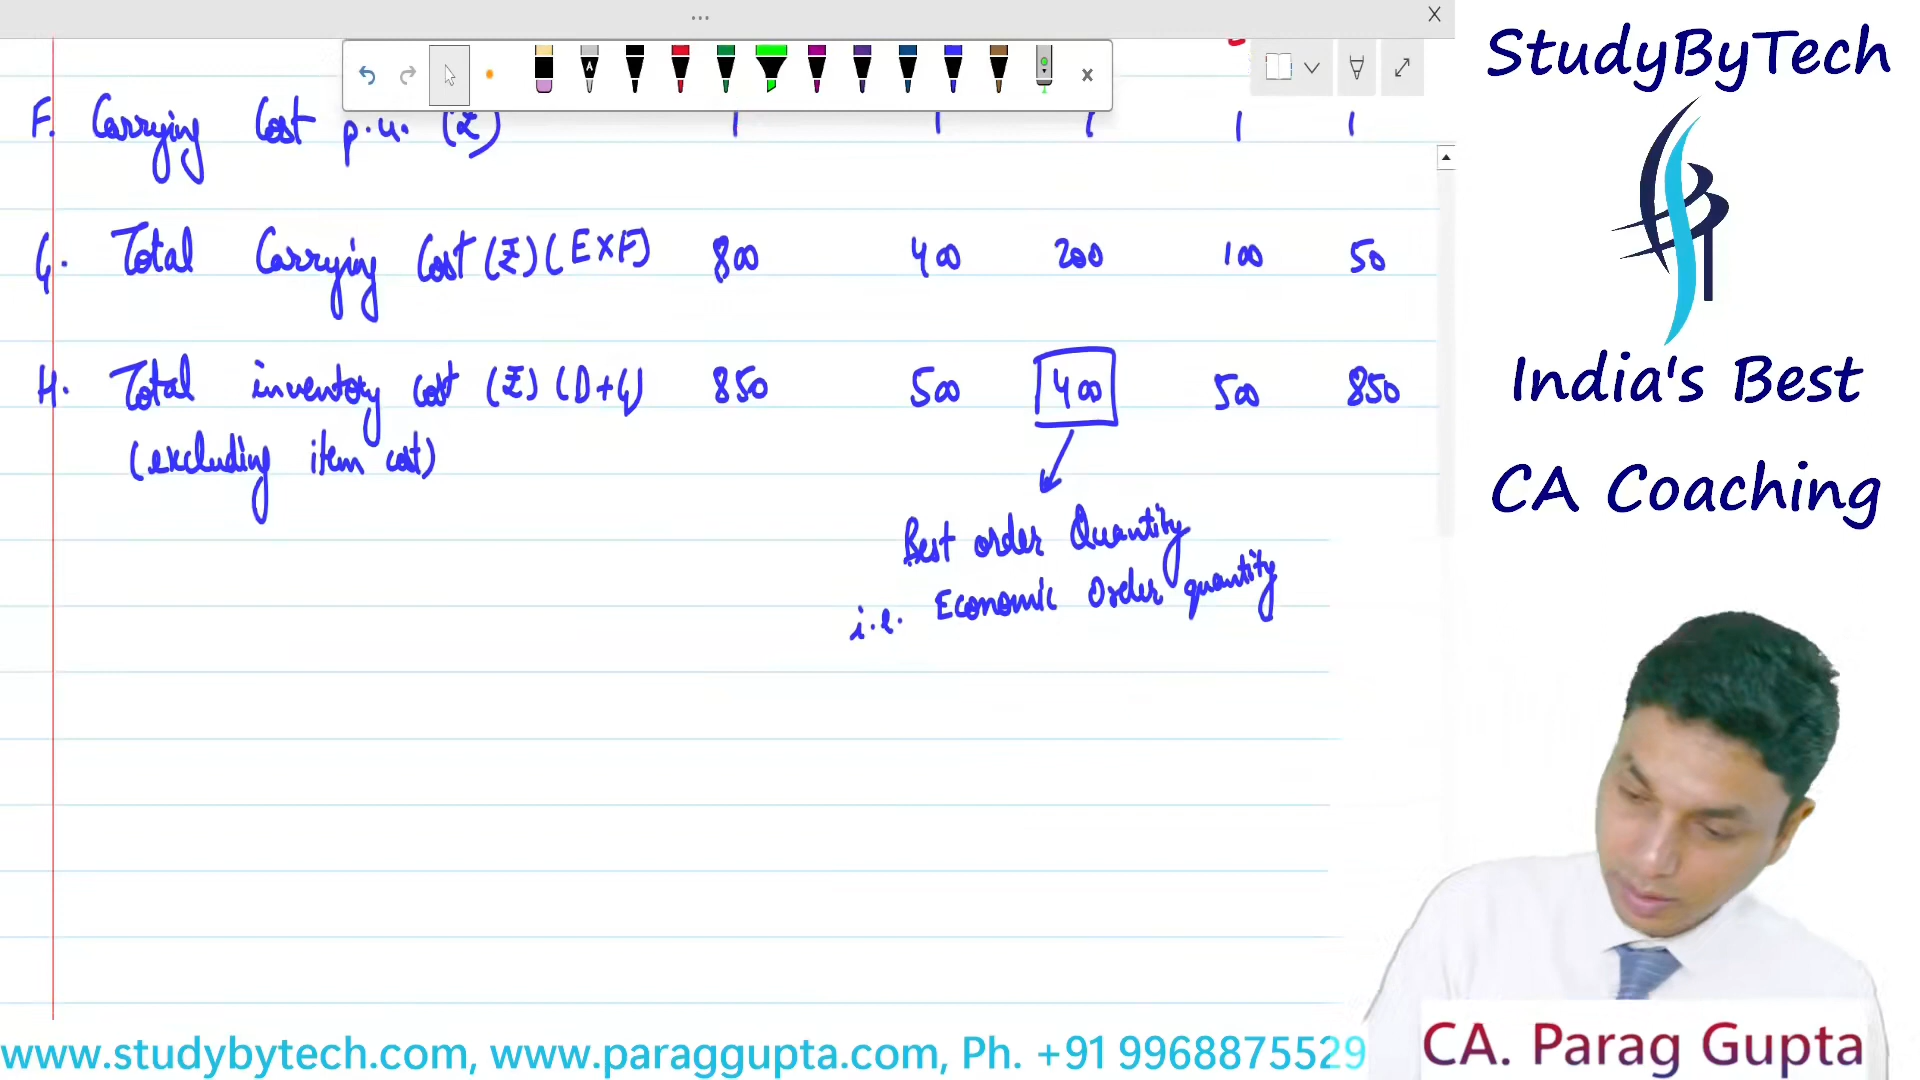 StudyByTech
F. Carrying Cost p.u. (₹) 1 1 1 1 1
G. Total Carrying Cost (₹) (E×F) 800 400 200 100 50
H. Total inventory cost (₹) (D+G) 850 500 400 500 850
(excluding item cost)
Best order Quantity
i.e. Economic Order quantity
India's Best
CA Coaching
www.studybytech.com, www.paraggupta.com, Ph. +91 9968875529
CA. Parag Gupta